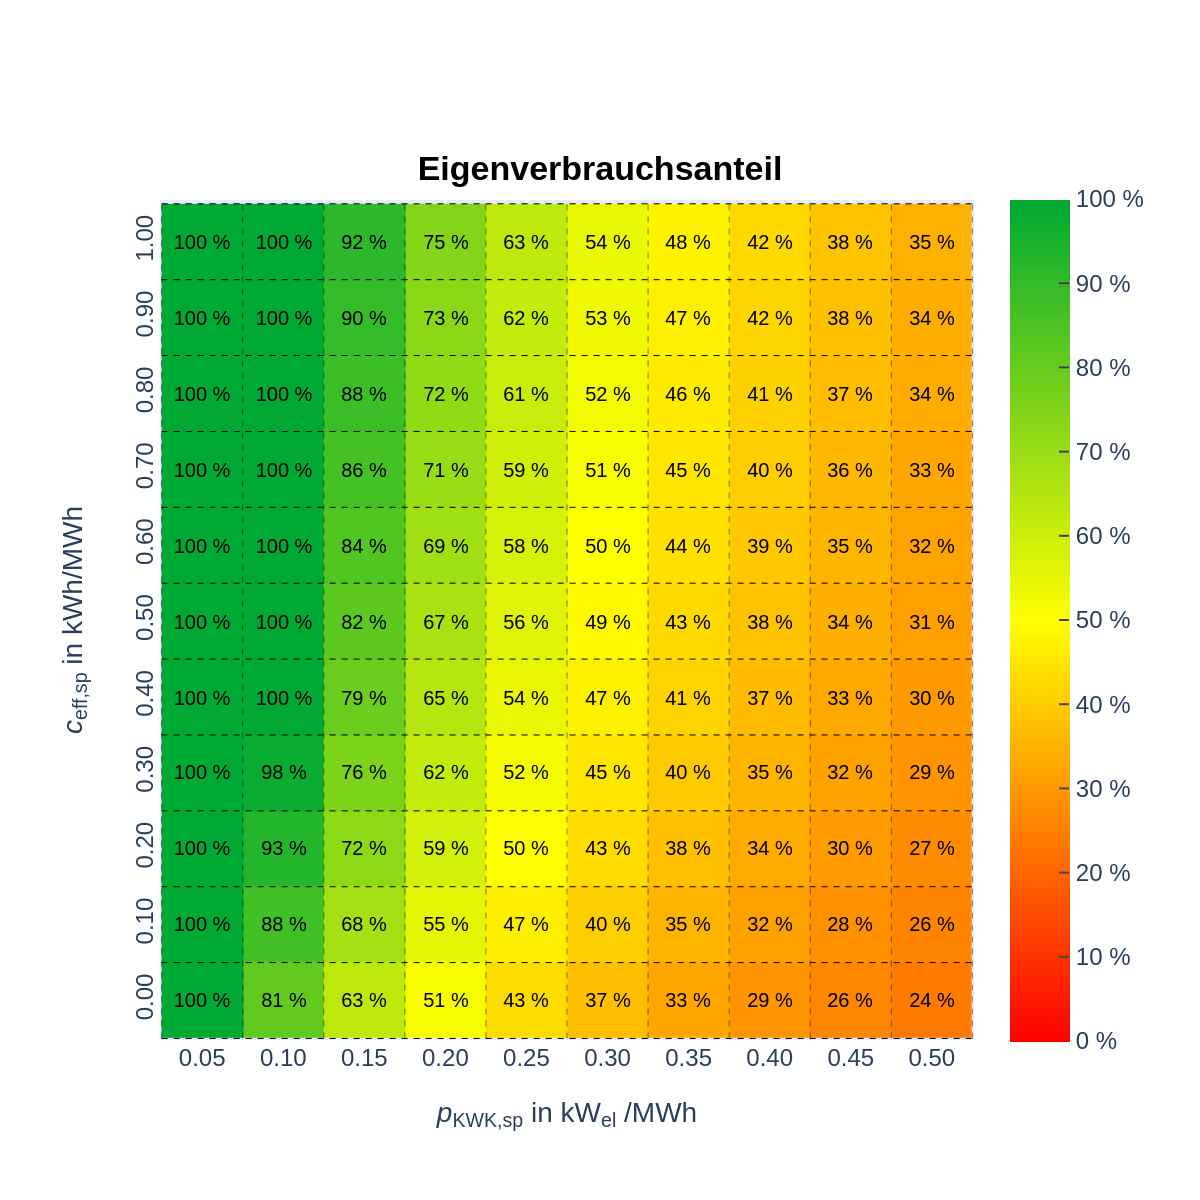 Eigenverbrauchsanteil
1.00 100 % 100 % 92 % 75 % 63 % 54 % 48 % 42 % 38 % 35 %
0.90 100 % 100 % 90 % 73 % 62 % 53 % 47 % 42 % 38 % 34 %
0.80 100 % 100 % 88 % 72 % 61 % 52 % 46 % 41 % 37 % 34 %
0.70 100 % 100 % 86 % 71 % 59 % 51 % 45 % 40 % 36 % 33 %
0.60 100 % 100 % 84 % 69 % 58 % 50 % 44 % 39 % 35 % 32 %
0.50 100 % 100 % 82 % 67 % 56 % 49 % 43 % 38 % 34 % 31 %
0.40 100 % 100 % 79 % 65 % 54 % 47 % 41 % 37 % 33 % 30 %
0.30 100 % 98 % 76 % 62 % 52 % 45 % 40 % 35 % 32 % 29 %
0.20 100 % 93 % 72 % 59 % 50 % 43 % 38 % 34 % 30 % 27 %
0.10 100 % 88 % 68 % 55 % 47 % 40 % 35 % 32 % 28 % 26 %
0.00 100 % 81 % 63 % 51 % 43 % 37 % 33 % 29 % 26 % 24 %
0.05 0.10 0.15 0.20 0.25 0.30 0.35 0.40 0.45 0.50
pKWK,sp in kWel /MWh
ceff,sp in kWh/MWh
100 %
90 %
80 %
70 %
60 %
50 %
40 %
30 %
20 %
10 %
0 %